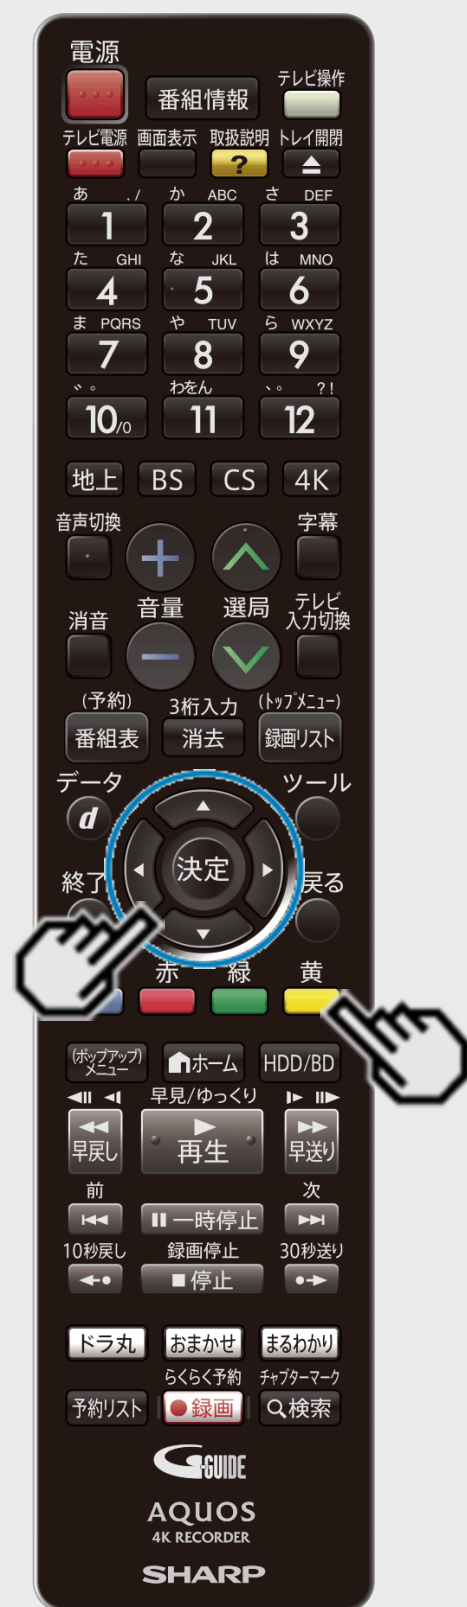 電源
番組情報
テレビ操作
テレビ電源 画面表示 取扱説明 トレイ開閉
?
あ ./ か ABC さ DEF
1 2 3
た GHI な JKL は MNO
4 5 6
ま PQRS や TUV ら WXYZ
7 8 9
゛゜ わをん 、。 ?!
10/0 11 12
地上 BS CS 4K
音声切換 字幕
＋
消音 音量 選局 テレビ
入力切換
－
(予約) 3桁入力 (トップメニュー)
番組表 消去 録画リスト
データ ツール
d
決定
終了 戻る
赤 緑 黄
(ポップアップ)
メニュー
ホーム HDD/BD
早見/ゆっくり
早戻し 再生 早送り
前 次
一時停止
10秒戻し 録画停止 30秒送り
停止
ドラ丸 おまかせ まるわかり
らくらく予約 チャプターマーク
予約リスト 録画 検索
G-GUIDE
AQUOS
4K RECORDER
SHARP